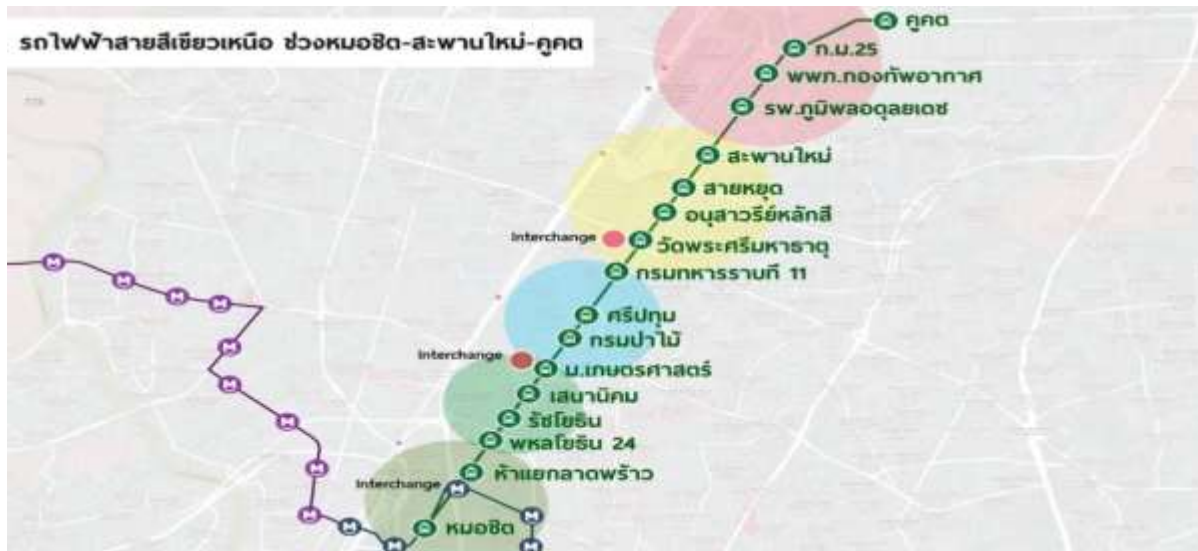 รถไฟฟ้าสายสีเขียวเหนือ ช่วงหมอชิต-สะพานใหม่-คูคต
คูคต
ก.ม.25
พพภ.กองทัพอากาศ
รพ.ภูมิพลอดุลยเดช
สะพานใหม่
สายหยุด
อนุสาวรีย์หลักสี่
Interchange
วัดพระศรีมหาธาตุ
กรมทหารราบที่ 11
ศรีปทุม
กรมป่าไม้
Interchange
ม.เกษตรศาสตร์
เสนานิคม
รัชโยธิน
พหลโยธิน 24
ห้าแยกลาดพร้าว
Interchange
หมอชิต